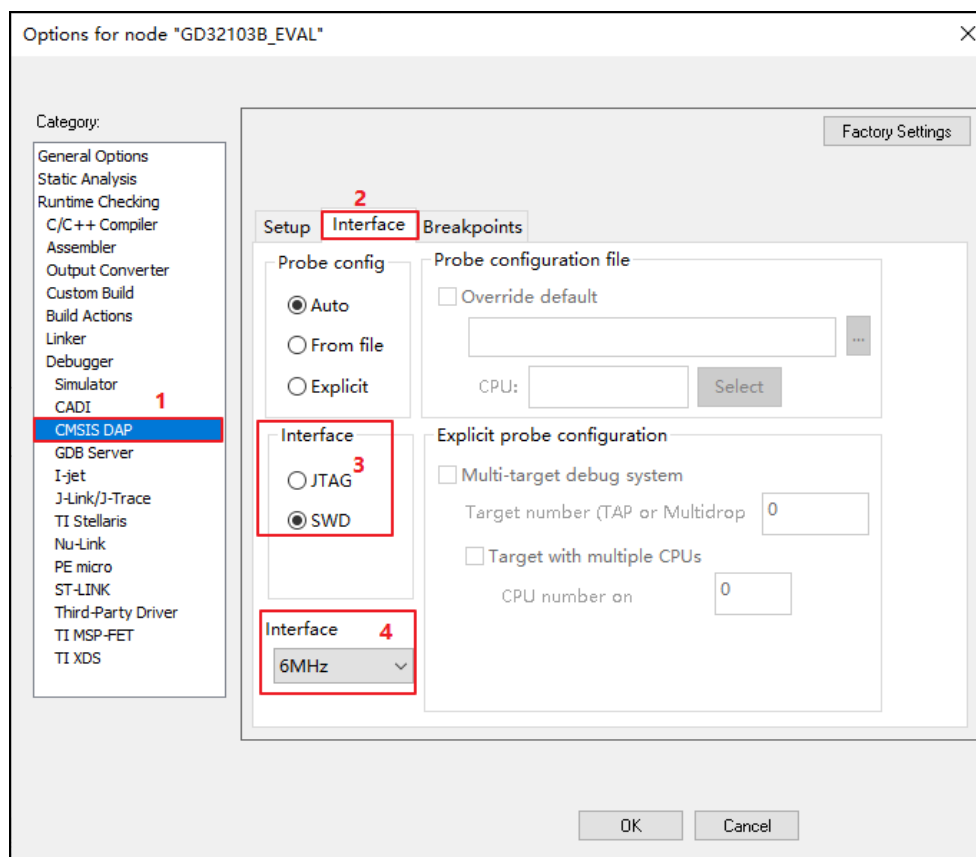 Options for node "GD32103B_EVAL"
Category:
Factory Settings
General Options
Static Analysis
Runtime Checking
C/C++ Compiler
Assembler
Output Converter
Custom Build
Build Actions
Linker
Debugger
Simulator
CADI
1
CMSIS DAP
GDB Server
I-jet
J-Link/J-Trace
TI Stellaris
Nu-Link
PE micro
ST-LINK
Third-Party Driver
TI MSP-FET
TI XDS
2
Setup Interface Breakpoints
Probe config
Auto
From file
Explicit
Probe configuration file
Override default
...
CPU: Select
Interface
3
JTAG
SWD
Explicit probe configuration
Multi-target debug system
Target number (TAP or Multidrop 0
Target with multiple CPUs
CPU number on 0
Interface 4
6MHz
OK Cancel